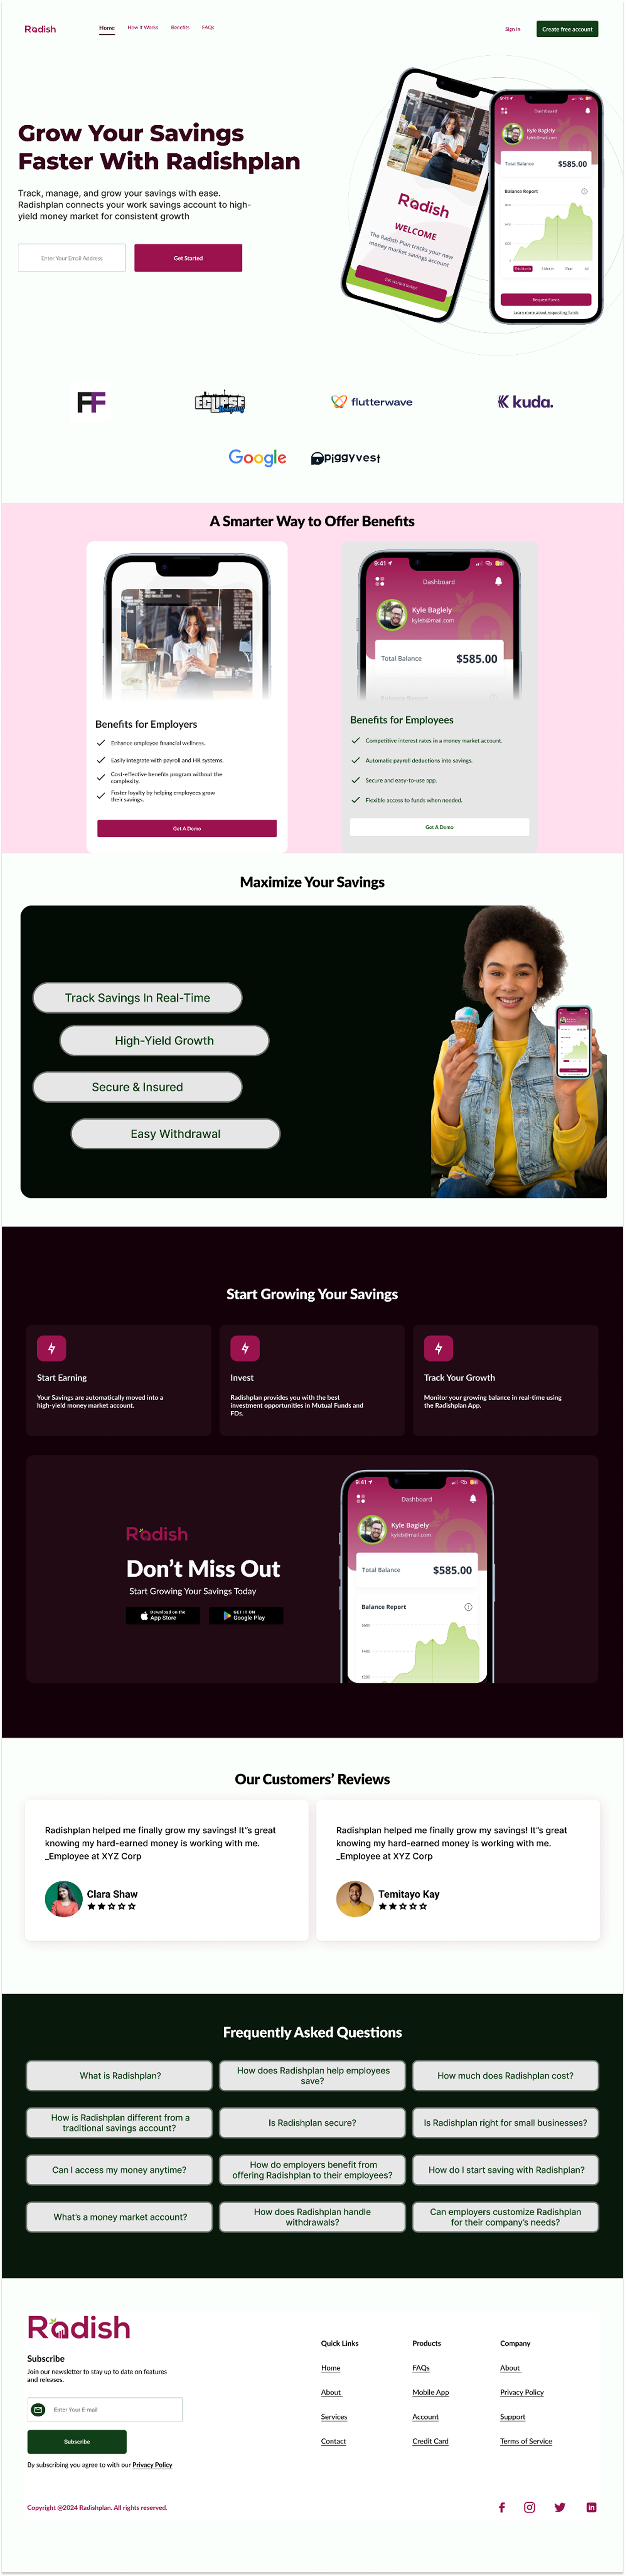 Radish
Home How It Works Benefits FAQs
Sign In
Create free account
Grow Your Savings
Faster With Radishplan
Track, manage, and grow your savings with ease.
Radishplan connects your work savings account to high-
yield money market for consistent growth
Enter Your Email Address
Get Started
Radish
WELCOME
The Radish Plan tracks your new
money market savings account
Get started today!
9:41
Dashboard
Kyle Baglely
Total Balance $585.00
Balance Report
Request Funds
Learn more about requesting funds
FF
ECLIPSE
flutterwave
kuda.
Google
piggyvest
A Smarter Way to Offer Benefits
Benefits for Employers
Enhance employee financial wellness.
Easily integrate with payroll and HR systems.
Cost-effective benefits program without the
complexity.
Foster loyalty by helping employees grow
their savings.
Get A Demo
9:41
Dashboard
Kyle Baglely
kyleb@mail.com
Total Balance $585.00
Balance Report
Benefits for Employees
Competitive interest rates in a money market account.
Automatic payroll deductions into savings.
Secure and easy-to-use app.
Flexible access to funds when needed.
Get A Demo
Maximize Your Savings
Track Savings In Real-Time
High-Yield Growth
Secure & Insured
Easy Withdrawal
Start Growing Your Savings
Start Earning
Your Savings are automatically moved into a
high-yield money market account.
Invest
Radishplan provides you with the best
investment opportunities in Mutual Funds and
FDs.
Track Your Growth
Monitor your growing balance in real-time using
the Radishplan App.
Radish
Don't Miss Out
Start Growing Your Savings Today
Download on the
App Store
GET IT ON
Google Play
9:41
Dashboard
Kyle Baglely
kyleb@mail.com
Total Balance $585.00
Balance Report
Our Customers' Reviews
Radishplan helped me finally grow my savings! It"s great
knowing my hard-earned money is working with me.
_Employee at XYZ Corp
Clara Shaw
Radishplan helped me finally grow my savings! It"s great
knowing my hard-earned money is working with me.
_Employee at XYZ Corp
Temitayo Kay
Frequently Asked Questions
What is Radishplan?
How does Radishplan help employees
save?
How much does Radishplan cost?
How is Radishplan different from a
traditional savings account?
Is Radishplan secure?
Is Radishplan right for small businesses?
Can I access my money anytime?
How do employers benefit from
offering Radishplan to their employees?
How do I start saving with Radishplan?
What's a money market account?
How does Radishplan handle
withdrawals?
Can employers customize Radishplan
for their company's needs?
Radish
Subscribe
Join our newsletter to stay up to date on features
and releases.
Enter Your E-mail
Subscribe
By subscribing you agree to with our Privacy Policy
Quick Links
Home
About
Services
Contact
Products
FAQs
Mobile App
Account
Credit Card
Company
About
Privacy Policy
Support
Terms of Service
Copyright @2024 Radishplan. All rights reserved.